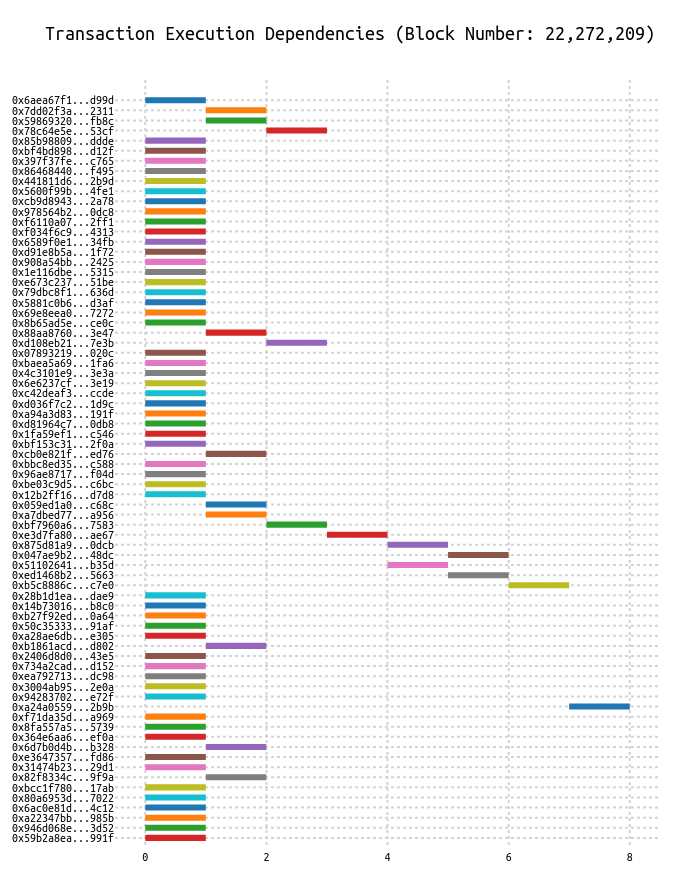 Transaction Execution Dependencies (Block Number: 22,272,209)
0x6aea67f1...d99d
0x7dd02f3a...2311
0x59869320...fb8c
0x78c64e5e...53cf
0x85b98809...ddde
0xbf4bd898...d12f
0x397f37fe...c765
0x86468440...f495
0x441811d6...2b9d
0x5600f99b...4fe1
0xcb9d8943...2a78
0x978564b2...0dc8
0xf6110a07...2ff1
0xf034f6c9...4313
0x6589f0e1...34fb
0xd91e8b5a...1f72
0x908a54bb...2425
0x1e116dbe...5315
0xe673c237...51be
0x79dbc8f1...636d
0x5881c0b6...d3af
0x69e8eea0...7272
0x8b65ad5e...ce0c
0x88aa8760...3e47
0xd108eb21...7e3b
0x07893219...020c
0xbaea5a69...1fa6
0x4c3101e9...3e3a
0x6e6237cf...3e19
0xc42deaf3...ccde
0xd036f7c2...1d9c
0xa94a3d83...191f
0xd81964c7...0db8
0x1fa59ef1...c546
0xbf153c31...2f0a
0xcb0e821f...ed76
0xbbc8ed35...c588
0x96ae8717...f04d
0xbe03c9d5...c6bc
0x12b2ff16...d7d8
0x059ed1a0...c68c
0xa7dbed77...a956
0xbf7960a6...7583
0xe3d7fa80...ae67
0x875d81a9...0dcb
0x047ae9b2...48dc
0x51102641...b35d
0xed1468b2...5663
0xb5c8886c...c7e0
0x28b1d1ea...dae9
0x14b73016...b8c0
0xb27f92ed...0a64
0x50c35333...91af
0xa28ae6db...e305
0xb1861acd...d802
0x2406d8d0...43e5
0x734a2cad...d152
0xea792713...dc98
0x3004ab95...2e0a
0x94283702...e72f
0xa24a0559...2b9b
0xf71da35d...a969
0x8fa557a5...5739
0x364e6aa6...ef0a
0x6d7b0d4b...b328
0xe3647357...fd86
0x31474b23...29d1
0x82f8334c...9f9a
0xbcc1f780...17ab
0x80a6953d...7022
0x6ac0e81d...4c12
0xa22347bb...985b
0x946d068e...3d52
0x59b2a8ea...991f
0 2 4 6 8